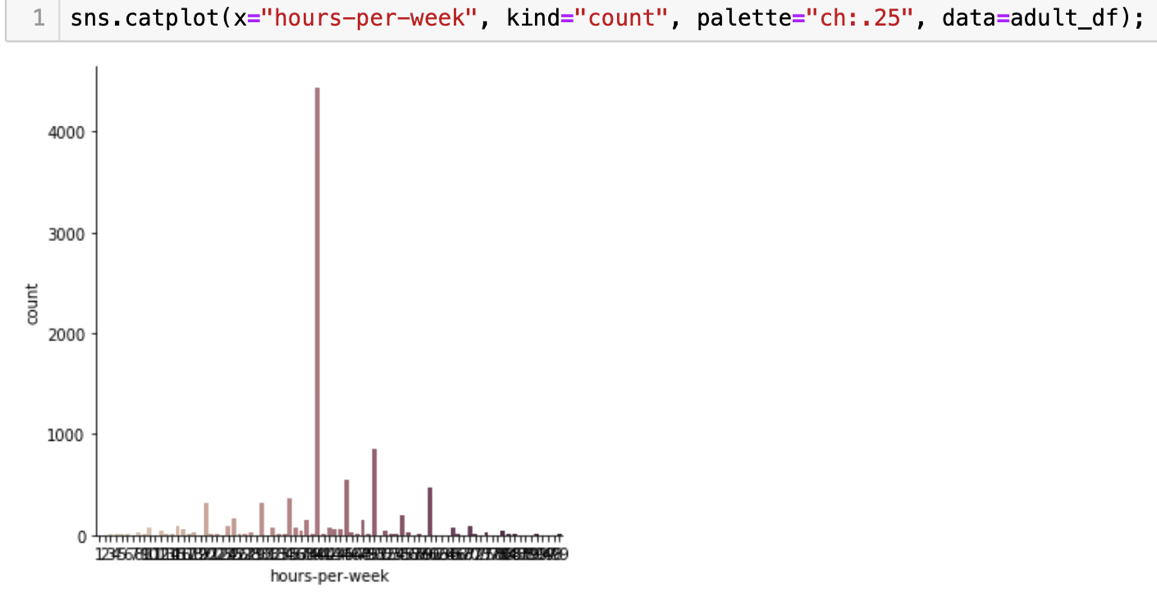 1 sns.catplot(x="hours-per-week", kind="count", palette="ch:.25", data=adult_df);
4000
3000
count
2000
1000
0
hours-per-week